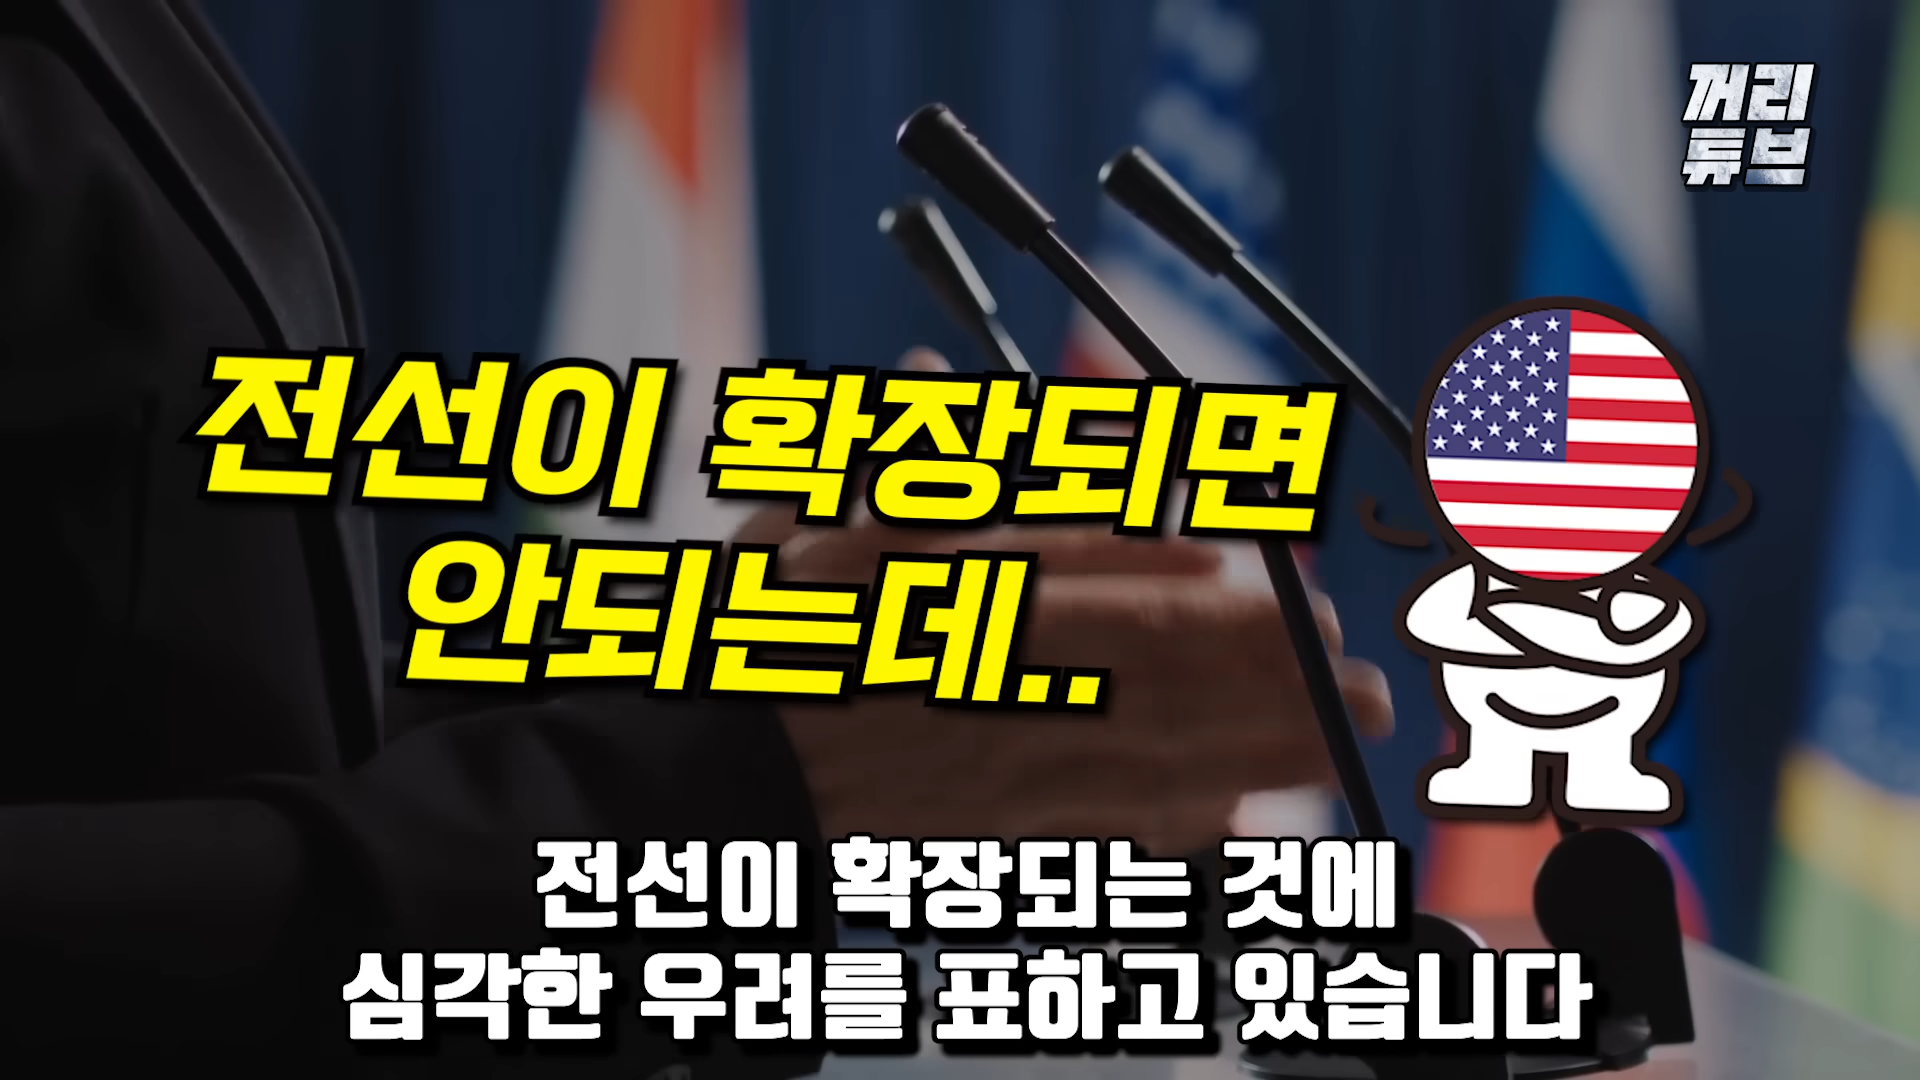 꺼리
튜브
전선이 확장되면
안되는데..
전선이 확장되는 것에
심각한 우려를 표하고 있습니다